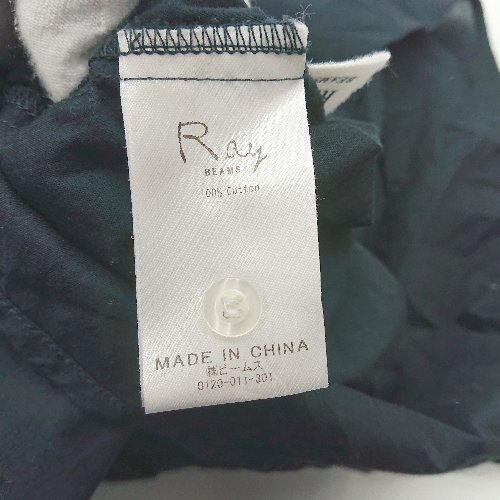 Ray
BEAMS
00% Cotton
MADE IN CHINA
㈱ビームス
0120-011-301